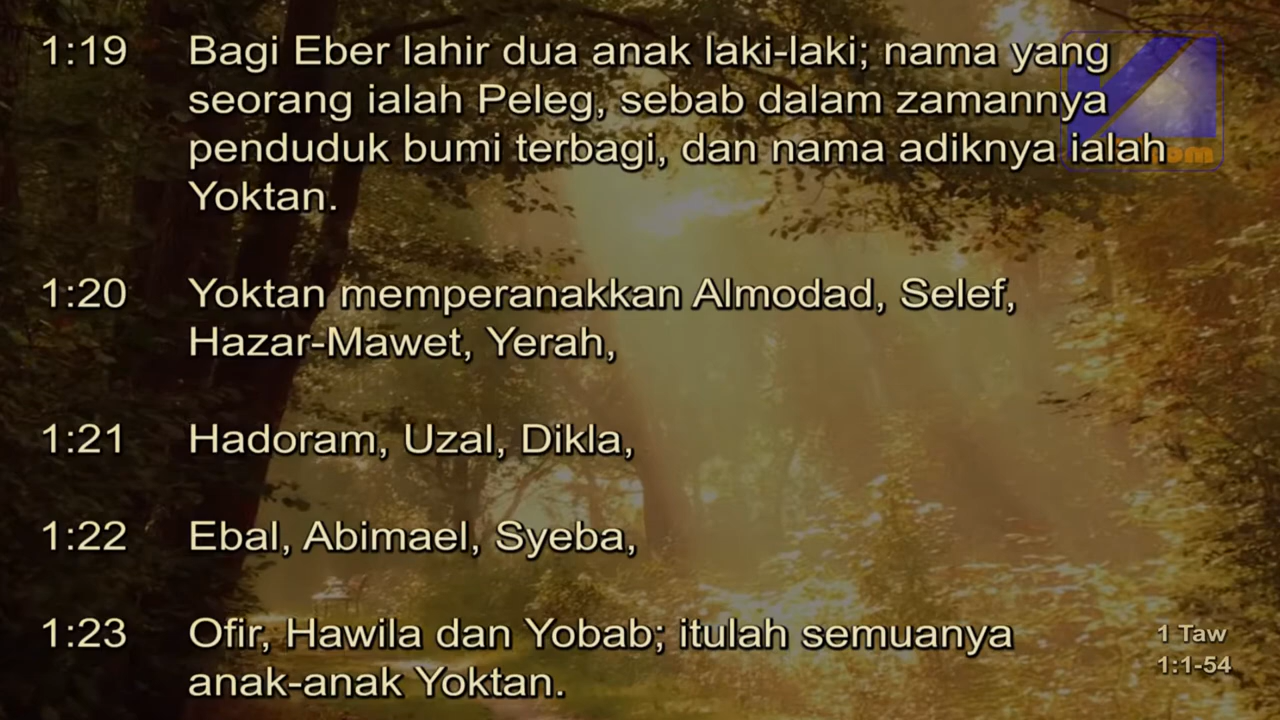 1:19 Bagi Eber lahir dua anak laki-laki; nama yang
seorang ialah Peleg, sebab dalam zamannya
penduduk bumi terbagi, dan nama adiknya ialah
Yoktan.
1:20 Yoktan memperanakkan Almodad, Selef,
Hazar-Mawet, Yerah,
1:21 Hadoram, Uzal, Dikla,
1:22 Ebal, Abimael, Syeba,
1:23 Ofir, Hawila dan Yobab; itulah semuanya
anak-anak Yoktan.
1 Taw
1:1-54